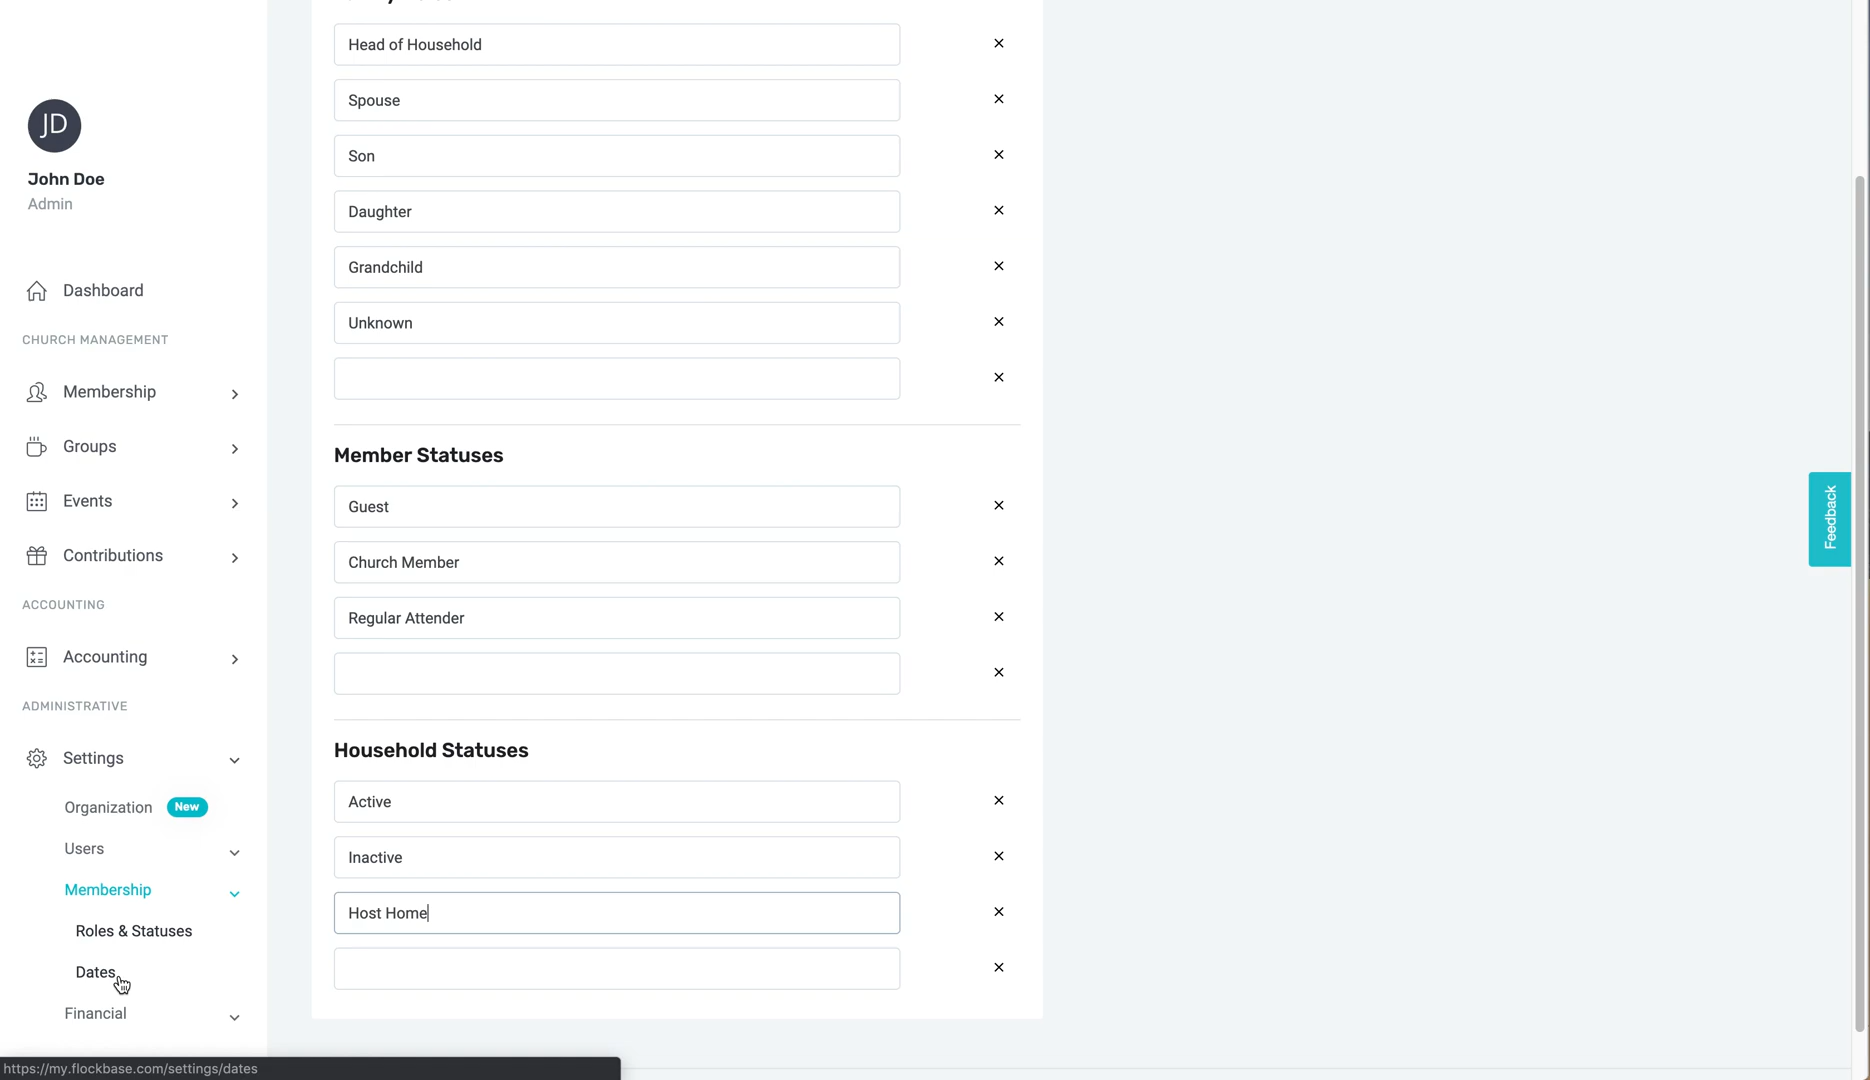 JD
John Doe
Admin
Dashboard
CHURCH MANAGEMENT
Membership
Groups
Events
Contributions
ACCOUNTING
Accounting
ADMINISTRATIVE
Settings
Organization New
Users
Membership
Roles & Statuses
Dates
Financial
Head of Household
Spouse
Son
Daughter
Grandchild
Unknown
Member Statuses
Guest
Church Member
Regular Attender
Household Statuses
Active
Inactive
Host Home
Feedback
https://my.flockbase.com/settings/dates